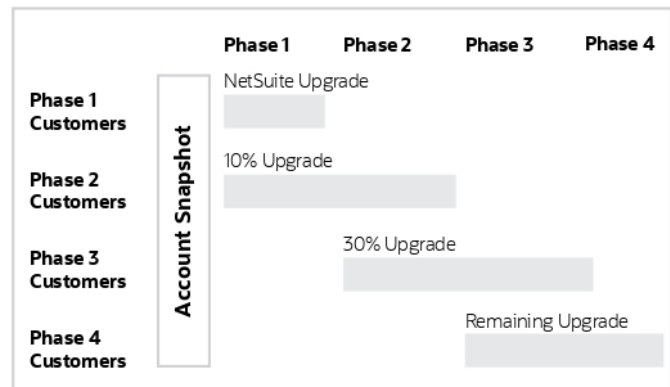 Phase 1 Phase 2 Phase 3 Phase 4
NetSuite Upgrade
Phase 1
Customers
Account Snapshot
10% Upgrade
Phase 2
Customers
30% Upgrade
Phase 3
Customers
Remaining Upgrade
Phase 4
Customers